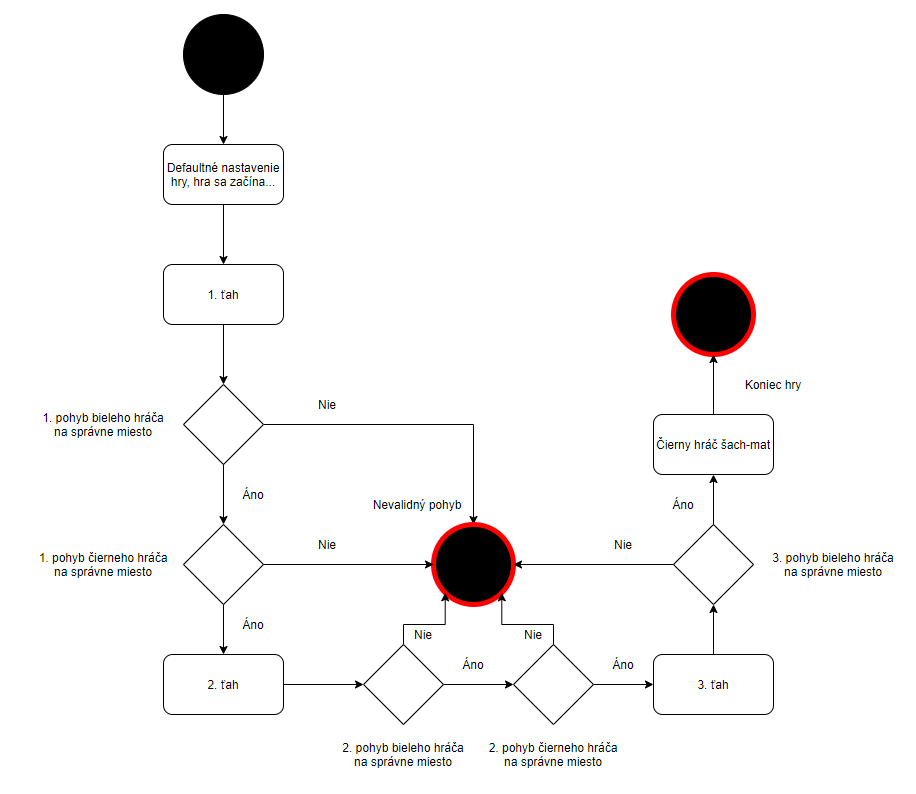 Defaultné nastavenie
hry, hra sa začína...
1. ťah
1. pohyb bieleho hráča
na správne miesto
Nie
Áno
Nevalidný pohyb
1. pohyb čierneho hráča
na správne miesto
Nie
Áno
2. ťah
Nie
Áno
2. pohyb bieleho hráča
na správne miesto
Nie
Áno
2. pohyb čierneho hráča
na správne miesto
3. ťah
3. pohyb bieleho hráča
na správne miesto
Nie
Áno
Čierny hráč šach-mat
Koniec hry